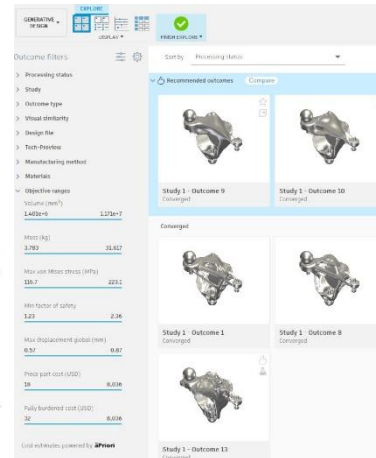 GENERATIVE
DESIGN
EXPLORE
DISPLAY
FINISH EXPLORE
Outcome filters
Processing status
Study
Outcome type
Visual similarity
Design file
Tech-Preview
Manufacturing method
Materials
Objective ranges
Volume (mm³)
1.401e+6 1.171e+7
Mass (kg)
3.783 31.617
Max von Mises stress (MPa)
116.7 223.1
Min factor of safety
1.23 2.36
Max displacement global (mm)
0.57 0.87
Piece part cost (USD)
16 8,036
Fully burdened cost (USD)
32 8,036
Cost estimates powered by aPriori
Sort by Processing status
Recommended outcomes Compare
Study 1 - Outcome 9
Converged
Study 1 - Outcome 10
Converged
Converged
Study 1 - Outcome 1
Converged
Study 1 - Outcome 8
Converged
Study 1 - Outcome 13
Converged